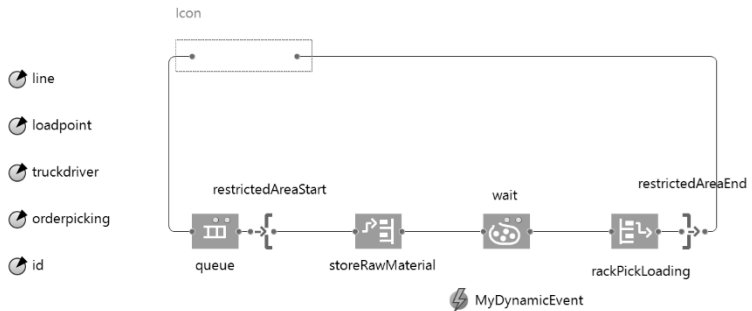 Icon
line
loadpoint
truckdriver
orderpicking
id
restrictedAreaStart
wait
restrictedAreaEnd
queue
storeRawMaterial
rackPickLoading
MyDynamicEvent